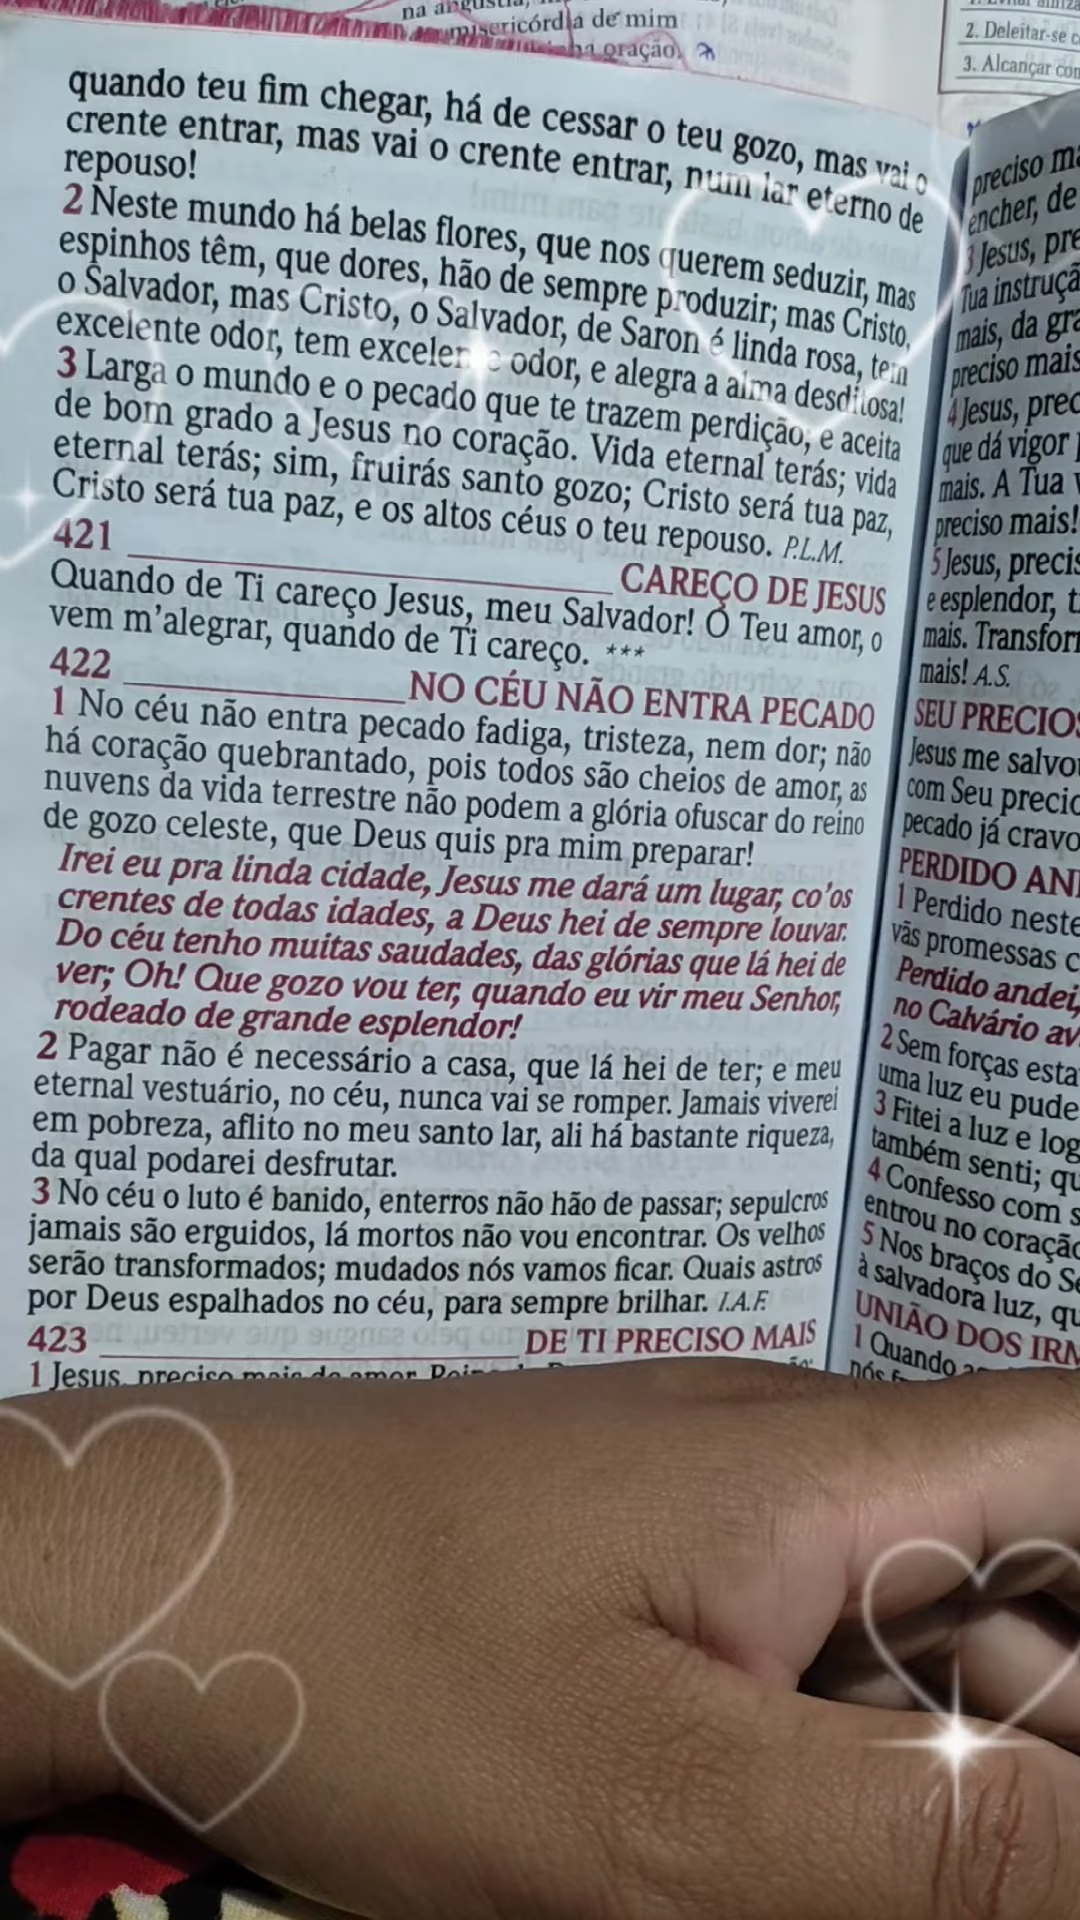 na angústia,
misericórdia de mim
oração.
quando teu fim chegar, há de cessar o teu gozo, mas vai o
crente entrar, mas vai o crente entrar, num lar eterno de
repouso!
2 Neste mundo há belas flores, que nos querem seduzir, mas
espinhos têm, que dores, hão de sempre produzir; mas Cristo,
o Salvador, mas Cristo, o Salvador, de Saron é linda rosa, tem
excelente odor, tem excelente odor, e alegra a alma desditosa!
3 Larga o mundo e o pecado que te trazem perdição; e aceita
de bom grado a Jesus no coração. Vida eternal terás; vida
eternal terás; sim, fruirás santo gozo; Cristo será tua paz,
Cristo será tua paz, e os altos céus o teu repouso. P.L.M.
421 CAREÇO DE JESUS
Quando de Ti careço Jesus, meu Salvador! O Teu amor, o
vem m'alegrar, quando de Ti careço. ***
422 NO CÉU NÃO ENTRA PECADO
1 No céu não entra pecado fadiga, tristeza, nem dor; não
há coração quebrantado, pois todos são cheios de amor, as
nuvens da vida terrestre não podem a glória ofuscar do reino
de gozo celeste, que Deus quis pra mim preparar!
Irei eu pra linda cidade, Jesus me dará um lugar, co'os
crentes de todas idades, a Deus hei de sempre louvar.
Do céu tenho muitas saudades, das glórias que lá hei de
ver; Oh! Que gozo vou ter, quando eu vir meu Senhor,
rodeado de grande esplendor!
2 Pagar não é necessário a casa, que lá hei de ter; e meu
eternal vestuário, no céu, nunca vai se romper. Jamais viverei
em pobreza, aflito no meu santo lar, ali há bastante riqueza,
da qual podarei desfrutar.
3 No céu o luto é banido, enterros não hão de passar; sepulcros
jamais são erguidos, lá mortos não vou encontrar. Os velhos
serão transformados; mudados nós vamos ficar. Quais astros
por Deus espalhados no céu, para sempre brilhar. I.A.F.
423 DE TI PRECISO MAIS
1 Jesus, preciso mais de amor
2. Deleitar-se
3. Alcançar
preciso
encher, de
3 Jesus,
Tua
mais, da
preciso mais
4 Jesus,
que dá vigor
mais. A Tua
preciso mais!
5 Jesus,
e esplendor,
mais.
mais! A.S.
SEU
Jesus me
com Seu
pecado já
PERDIDO
1 Perdido neste
vãs promessas
Perdido andei,
no Calvário
2 Sem forças
uma luz eu pude
3 Fitei a luz e
também senti;
4 Confesso com
entrou no
5 Nos braços do
à salvadora luz,
UNIÃO DOS
1 Quando
nós